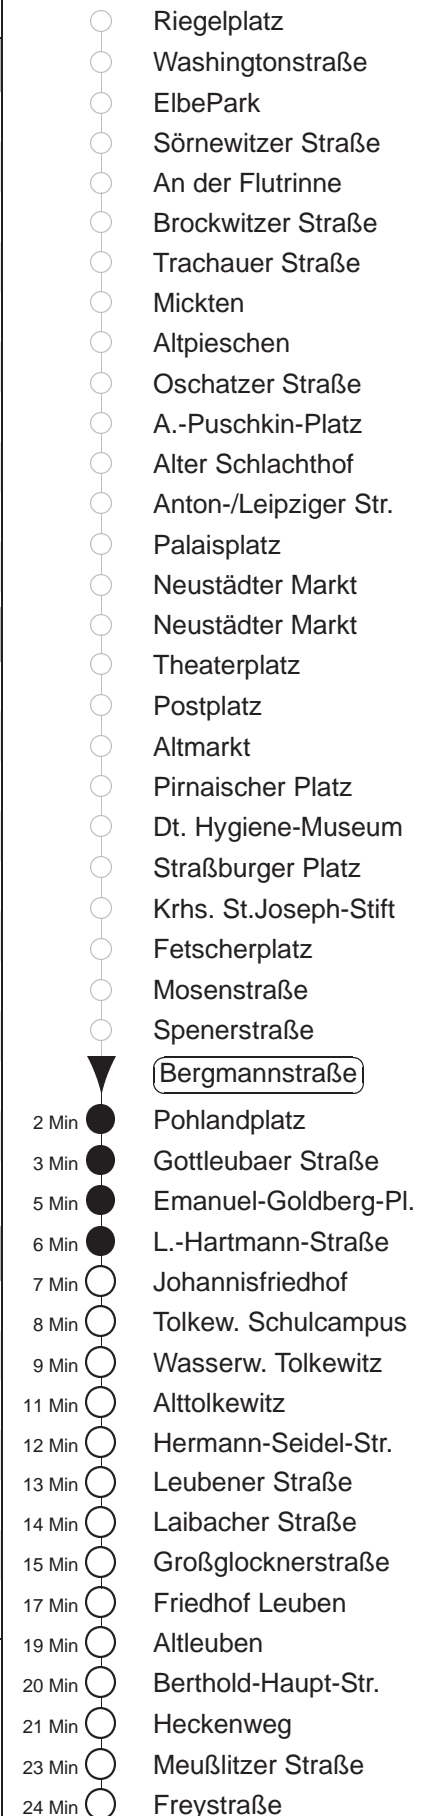 Riegelplatz
Washingtonstraße
ElbePark
Sörnewitzer Straße
An der Flutrinne
Brockwitzer Straße
Trachauer Straße
Mickten
Altpieschen
Oschatzer Straße
A.-Puschkin-Platz
Alter Schlachthof
Anton-/Leipziger Str.
Palaisplatz
Neustädter Markt
Neustädter Markt
Theaterplatz
Postplatz
Altmarkt
Pirnaischer Platz
Dt. Hygiene-Museum
Straßburger Platz
Krhs. St.Joseph-Stift
Fetscherplatz
Mosenstraße
Spenerstraße
Bergmannstraße
2 Min Pohlandplatz
3 Min Gottleubaer Straße
5 Min Emanuel-Goldberg-Pl.
6 Min L.-Hartmann-Straße
7 Min Johannisfriedhof
8 Min Tolkew. Schulcampus
9 Min Wasserw. Tolkewitz
11 Min Alttolkewitz
12 Min Hermann-Seidel-Str.
13 Min Leubener Straße
14 Min Laibacher Straße
15 Min Großglocknerstraße
17 Min Friedhof Leuben
19 Min Altleuben
20 Min Berthold-Haupt-Str.
21 Min Heckenweg
23 Min Meußlitzer Straße
24 Min Freystraße